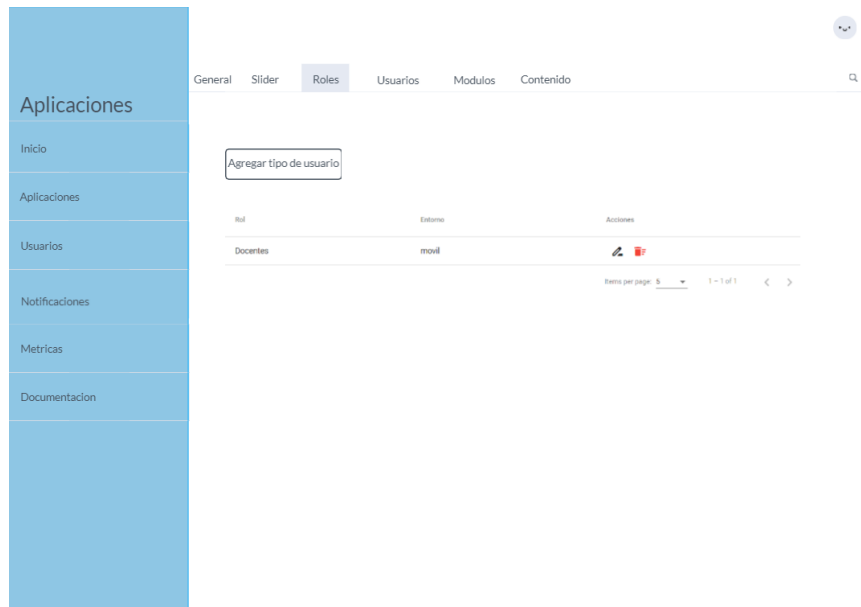 General Slider Roles Usuarios Modulos Contenido
Aplicaciones
Inicio
Aplicaciones
Usuarios
Notificaciones
Metricas
Documentacion
Agregar tipo de usuario
Rol Entorno Acciones
Docentes movil
Items per page: 5 1 – 1 of 1